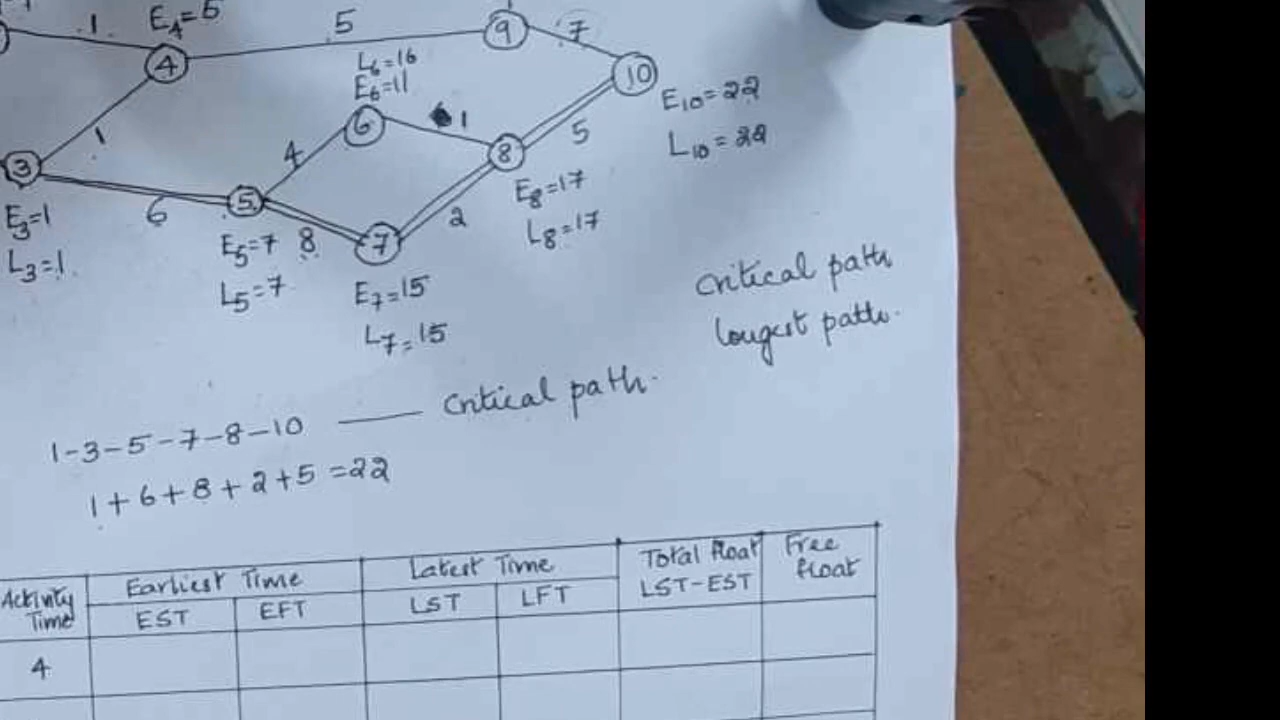 1 E4=5 5 9 7
4
L6=16
E6=11
10
E10=22
L10=22
1
6
1
5
3
4
8
E8=17
L8=17
E3=1
L3=1
6
5
E5=7
L5=7
8
7
2
E7=15
L7=15
Critical path
longest path.
1-3-5-7-8-10 —— Critical path.
1+6+8+2+5=22
Activity Time Earliest Time Latest Time Total float LST-EST Free float
EST EFT LST LFT
4